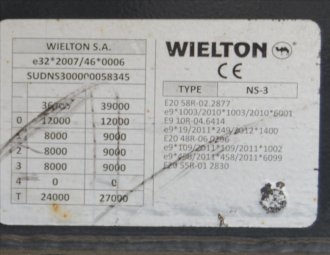 WIELTON S.A.
e32*2007/46*0006
SUDNS30000058345
36000 39000
0 12000 12000
1 8000 9000
2 8000 9000
3 8000 9000
4 0 0
T 24000 27000
WIELTON
CE
TYPE NS-3
E20 58R-02.2877
e9*1003/2010*1003/2010*6001
E9 10R-04.6414
e9*19/2011*249/2012*1400
E20 48R-06.0296
e9*109/2011*109/2011*1002
e9*458/2011*458/2011*6099
E20 55R-01 2830